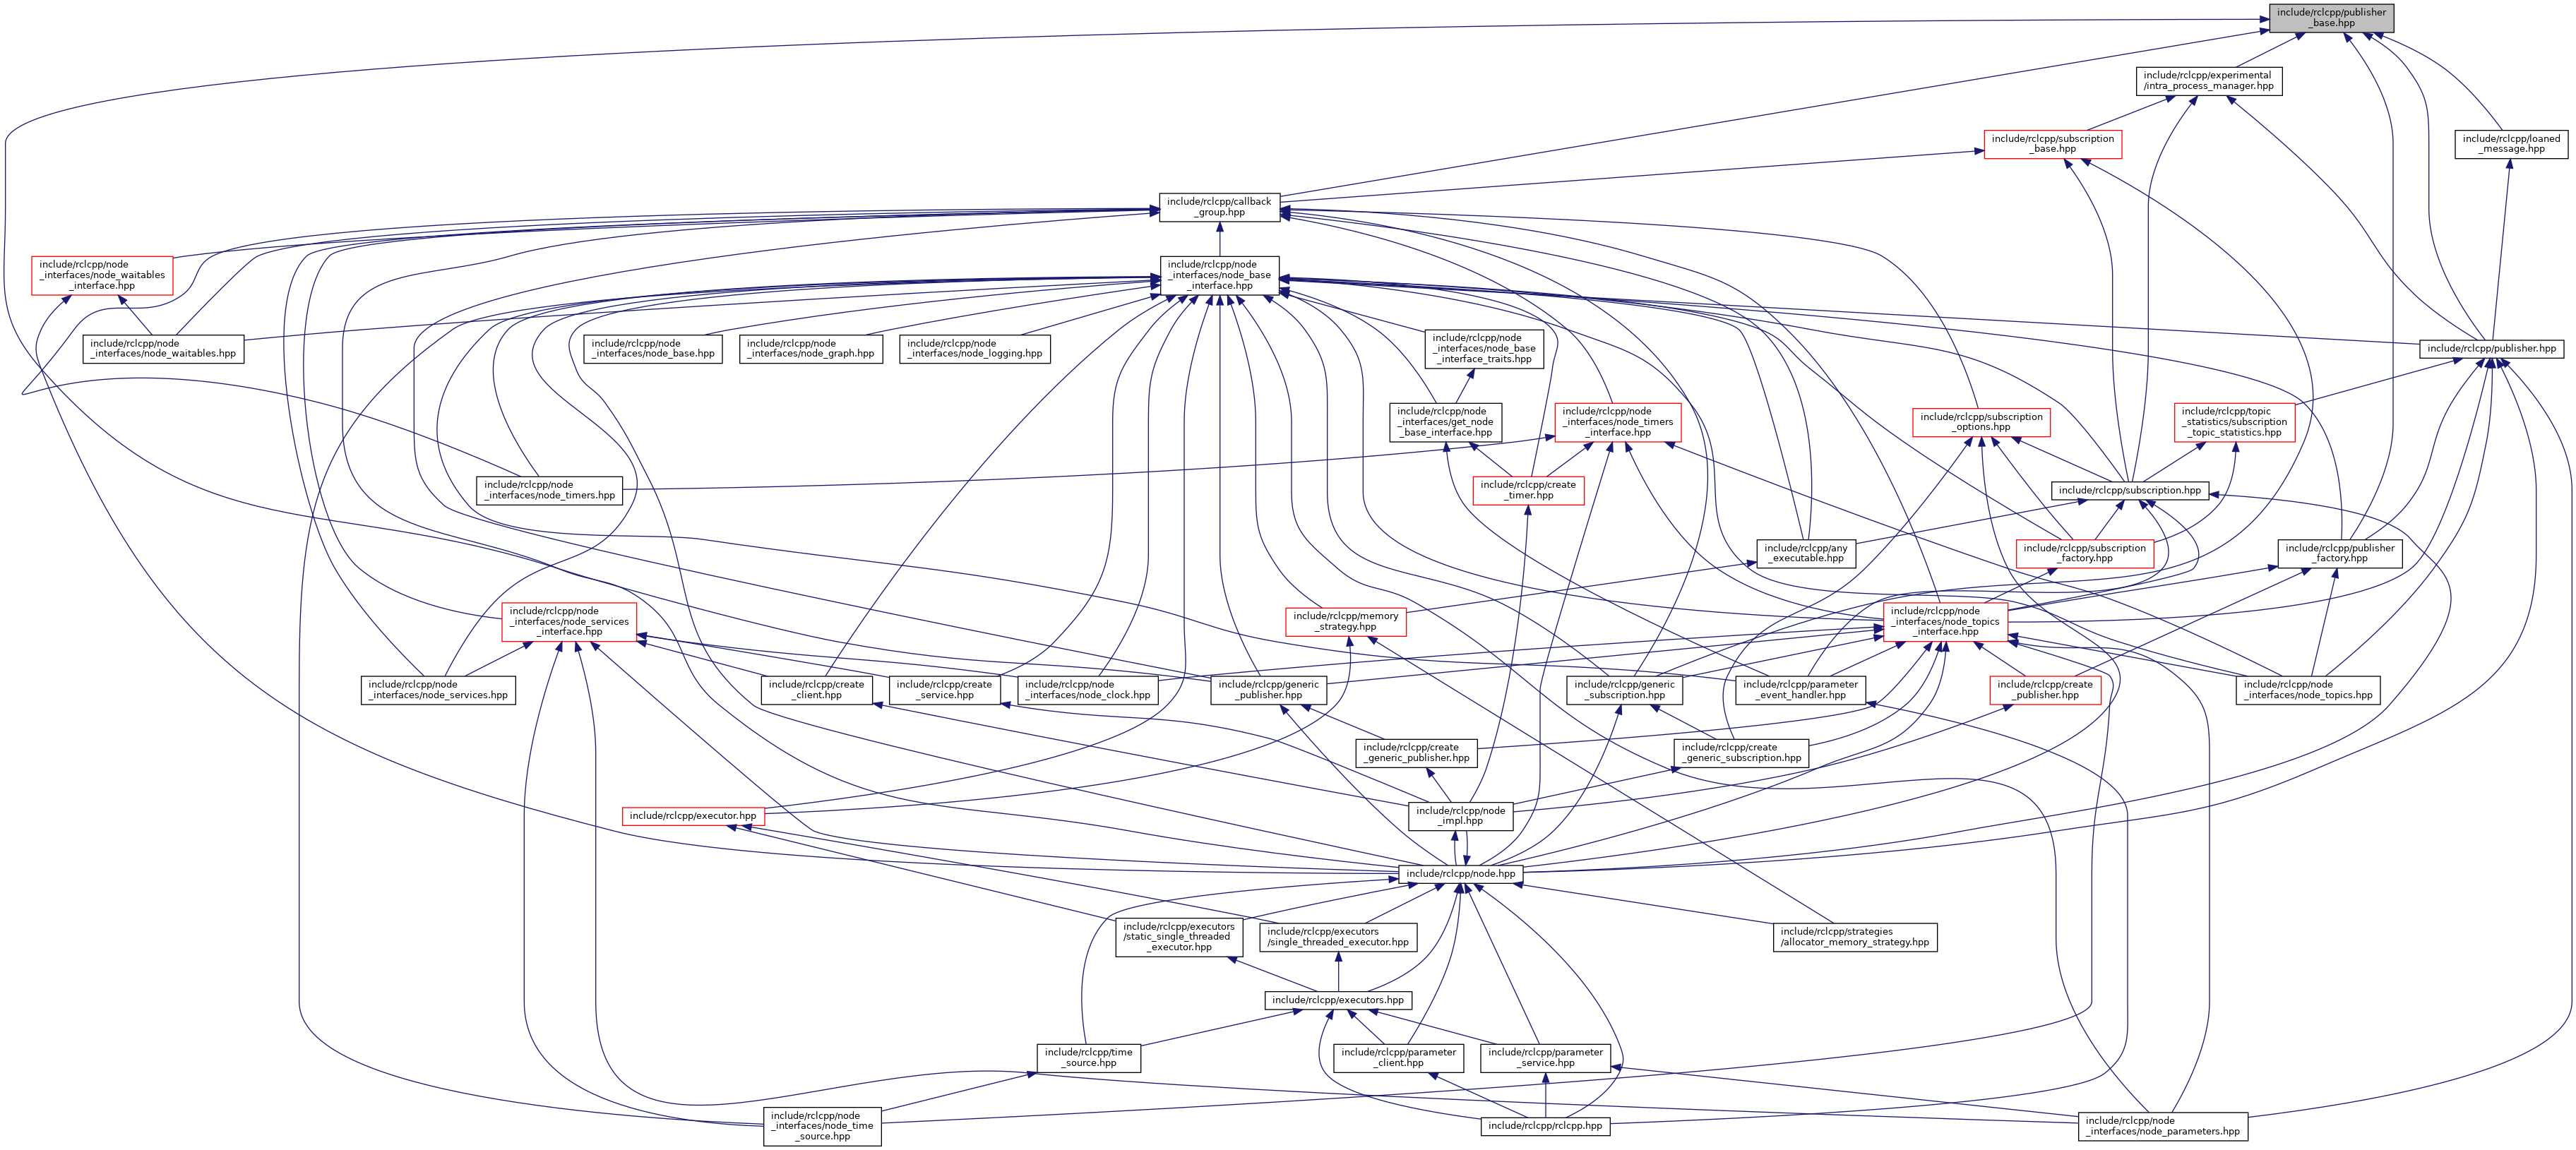 include/rclcpp/publisher
_base.hpp
include/rclcpp/experimental
/intra_process_manager.hpp
include/rclcpp/subscription
_base.hpp
include/rclcpp/loaned
_message.hpp
include/rclcpp/callback
_group.hpp
include/rclcpp/node
_interfaces/node_waitables
_interface.hpp
include/rclcpp/node
_interfaces/node_base
_interface.hpp
include/rclcpp/node
_interfaces/node_waitables.hpp
include/rclcpp/node
_interfaces/node_base.hpp
include/rclcpp/node
_interfaces/node_graph.hpp
include/rclcpp/node
_interfaces/node_logging.hpp
include/rclcpp/node
_interfaces/node_base
_interface_traits.hpp
include/rclcpp/publisher.hpp
include/rclcpp/node
_interfaces/get_node
_base_interface.hpp
include/rclcpp/node
_interfaces/node_timers
_interface.hpp
include/rclcpp/subscription
_options.hpp
include/rclcpp/topic
_statistics/subscription
_topic_statistics.hpp
include/rclcpp/node
_interfaces/node_timers.hpp
include/rclcpp/create
_timer.hpp
include/rclcpp/subscription.hpp
include/rclcpp/any
_executable.hpp
include/rclcpp/subscription
_factory.hpp
include/rclcpp/publisher
_factory.hpp
include/rclcpp/node
_interfaces/node_services
_interface.hpp
include/rclcpp/memory
_strategy.hpp
include/rclcpp/node
_interfaces/node_topics
_interface.hpp
include/rclcpp/node
_interfaces/node_services.hpp
include/rclcpp/create
_client.hpp
include/rclcpp/create
_service.hpp
include/rclcpp/node
_interfaces/node_clock.hpp
include/rclcpp/generic
_publisher.hpp
include/rclcpp/generic
_subscription.hpp
include/rclcpp/parameter
_event_handler.hpp
include/rclcpp/create
_publisher.hpp
include/rclcpp/node
_interfaces/node_topics.hpp
include/rclcpp/create
_generic_publisher.hpp
include/rclcpp/create
_generic_subscription.hpp
include/rclcpp/executor.hpp
include/rclcpp/node
_impl.hpp
include/rclcpp/node.hpp
include/rclcpp/executors
/static_single_threaded
_executor.hpp
include/rclcpp/executors
/single_threaded_executor.hpp
include/rclcpp/strategies
/allocator_memory_strategy.hpp
include/rclcpp/executors.hpp
include/rclcpp/time
_source.hpp
include/rclcpp/parameter
_client.hpp
include/rclcpp/parameter
_service.hpp
include/rclcpp/node
_interfaces/node_time
_source.hpp
include/rclcpp/rclcpp.hpp
include/rclcpp/node
_interfaces/node_parameters.hpp